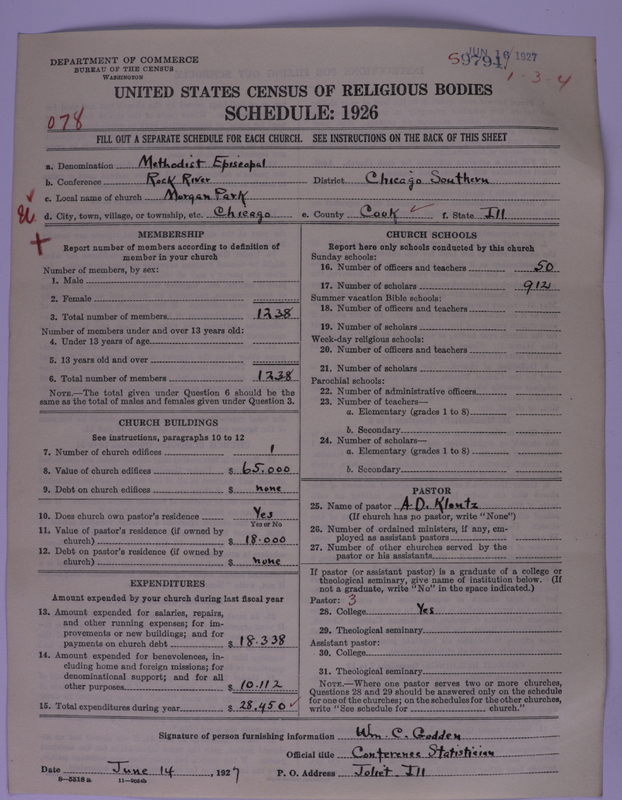 DEPARTMENT OF COMMERCE
BUREAU OF THE CENSUS
WASHINGTON
JUN 16 1927
59794
1-3-4
UNITED STATES CENSUS OF RELIGIOUS BODIES
SCHEDULE: 1926
078
FILL OUT A SEPARATE SCHEDULE FOR EACH CHURCH. SEE INSTRUCTIONS ON THE BACK OF THIS SHEET
a. Denomination Methodist Episcopal
b. Conference Rock River District Chicago Southern
c. Local name of church Morgan Park
d. City, town, village, or township, etc. Chicago e. County Cook f. State Ill
MEMBERSHIP
Report number of members according to definition of
member in your church
Number of members, by sex:
1. Male
2. Female
3. Total number of members 1238
Number of members under and over 13 years old:
4. Under 13 years of age
5. 13 years old and over
6. Total number of members 1238
NOTE.—The total given under Question 6 should be the
same as the total of males and females given under Question 3.
CHURCH BUILDINGS
See instructions, paragraphs 10 to 12
7. Number of church edifices 1
8. Value of church edifices $ 65.000
9. Debt on church edifices $ none
10. Does church own pastor's residence Yes
Yes or No
11. Value of pastor's residence (if owned by
church) $ 18.000
12. Debt on pastor's residence (if owned by
church) $ none
EXPENDITURES
Amount expended by your church during last fiscal year
13. Amount expended for salaries, repairs,
and other running expenses; for im-
provements or new buildings; and for
payments on church debt $ 18.338
14. Amount expended for benevolences, in-
cluding home and foreign missions; for
denominational support; and for all
other purposes $ 10.112
15. Total expenditures during year $ 28,450
CHURCH SCHOOLS
Report here only schools conducted by this church
Sunday schools:
16. Number of officers and teachers 50
17. Number of scholars 912
Summer vacation Bible schools:
18. Number of officers and teachers
19. Number of scholars
Week-day religious schools:
20. Number of officers and teachers
21. Number of scholars
Parochial schools:
22. Number of administrative officers
23. Number of teachers—
a. Elementary (grades 1 to 8)
b. Secondary
24. Number of scholars—
a. Elementary (grades 1 to 8)
b. Secondary
PASTOR
25. Name of pastor A.D. Klontz
(If church has no pastor, write "None")
26. Number of ordained ministers, if any, em-
ployed as assistant pastors
27. Number of other churches served by the
pastor or his assistants
If pastor (or assistant pastor) is a graduate of a college or
theological seminary, give name of institution below. (If
not a graduate, write "No" in the space indicated.)
Pastor: 3
28. College Yes
29. Theological seminary
Assistant pastor:
30. College
31. Theological seminary
NOTE.—Where one pastor serves two or more churches,
Questions 28 and 29 should be answered only on the schedule
for one of the churches; on the schedules for the other churches,
write "See schedule for church."
Signature of person furnishing information Wm. C. Godden
Official title Conference Statistician
Date June 14, 1927 P. O. Address Joliet Ill